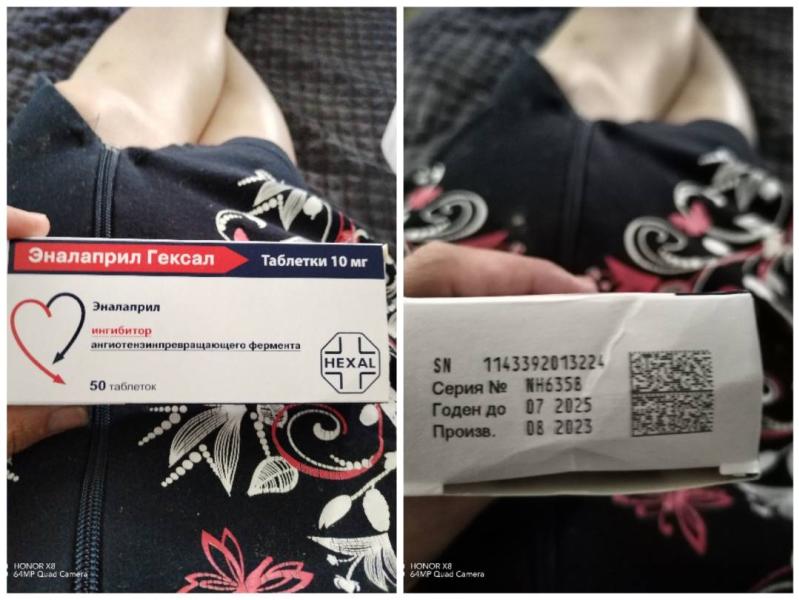 Эналаприл Гексал
Таблетки 10 мг
Эналаприл
ингибитор
ангиотензинпревращающего фермента
HEXAL
50 таблеток
HONOR X8
64MP Quad Camera
SN 1143392013224
Серия № NH6358
Годен до 07 2025
Произв. 08 2023
HONOR X8
64MP Quad Camera